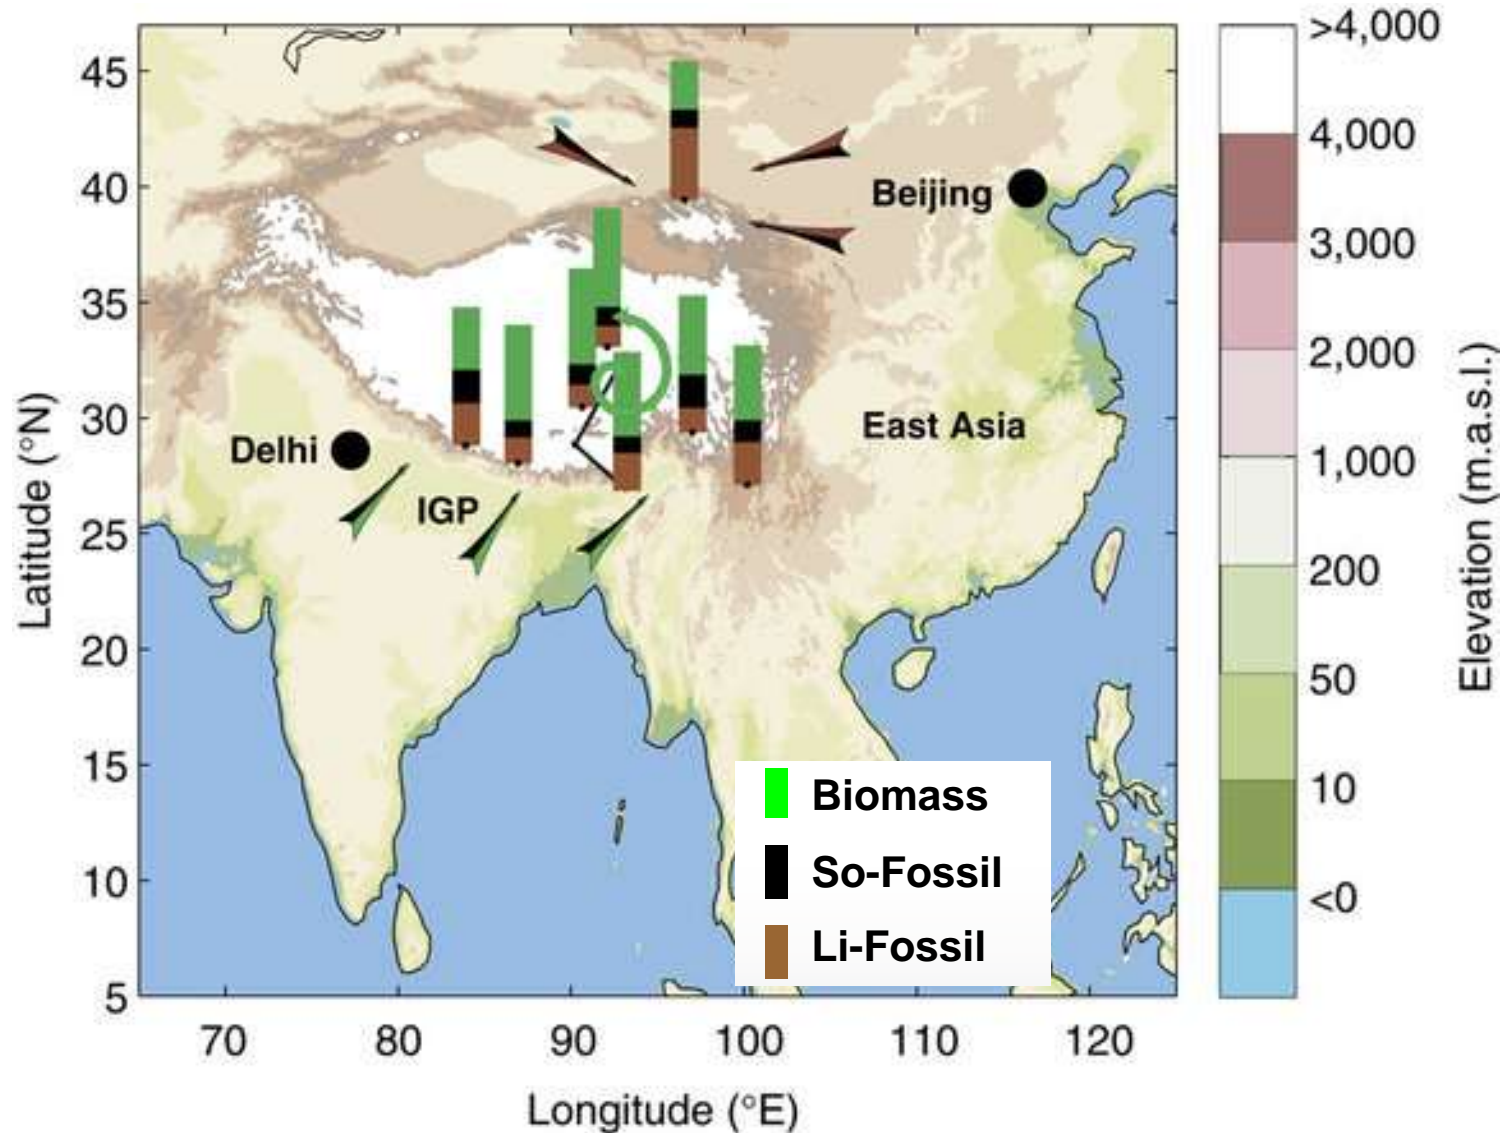 45
40
35
30
25
20
15
10
5
Latitude (°N)
70
80
90
100
110
120
Longitude (°E)
Beijing
East Asia
Delhi
IGP
Biomass
So-Fossil
Li-Fossil
>4,000
4,000
3,000
2,000
1,000
200
50
10
<0
Elevation (m.a.s.l.)